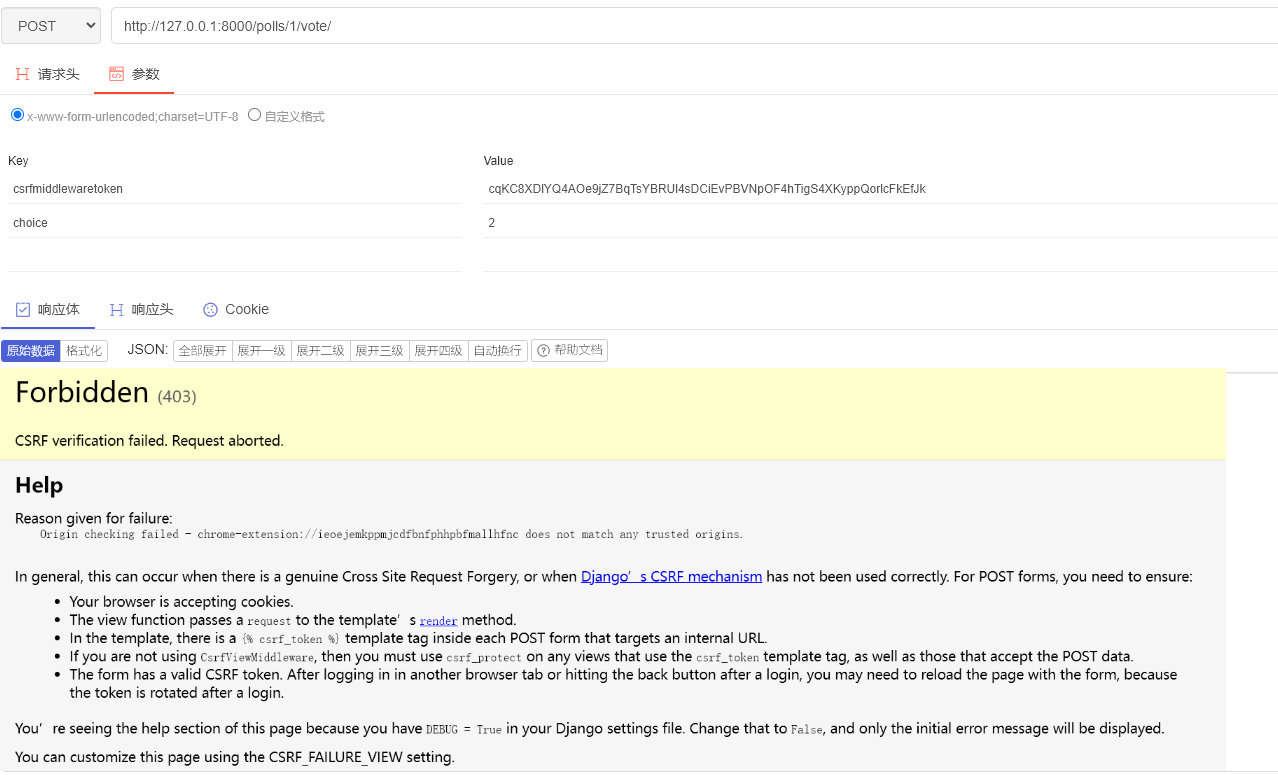 POST http://127.0.0.1:8000/polls/1/vote/
请求头 参数
x-www-form-urlencoded;charset=UTF-8 自定义格式
Key Value
csrfmiddlewaretoken cqKC8XDlYQ4AOe9jZ7BqTsYBRUI4sDCiEvPBVNpOF4hTigS4XKyppQorIcFkEfJk
choice 2
响应体 响应头 Cookie
原始数据 格式化 JSON: 全部展开 展开一级 展开二级 展开三级 展开四级 自动换行 帮助文档
Forbidden (403)
CSRF verification failed. Request aborted.
Help
Reason given for failure:
Origin checking failed - chrome-extension://ieoejemkppmjcdfbnfphhpbfmallhfnc does not match any trusted origins.
In general, this can occur when there is a genuine Cross Site Request Forgery, or when Django’s CSRF mechanism has not been used correctly. For POST forms, you need to ensure:
• Your browser is accepting cookies.
• The view function passes a request to the template’s render method.
• In the template, there is a {% csrf_token %} template tag inside each POST form that targets an internal URL.
• If you are not using CsrfViewMiddleware, then you must use csrf_protect on any views that use the csrf_token template tag, as well as those that accept the POST data.
• The form has a valid CSRF token. After logging in in another browser tab or hitting the back button after a login, you may need to reload the page with the form, because
the token is rotated after a login.
You’re seeing the help section of this page because you have DEBUG = True in your Django settings file. Change that to False, and only the initial error message will be displayed.
You can customize this page using the CSRF_FAILURE_VIEW setting.